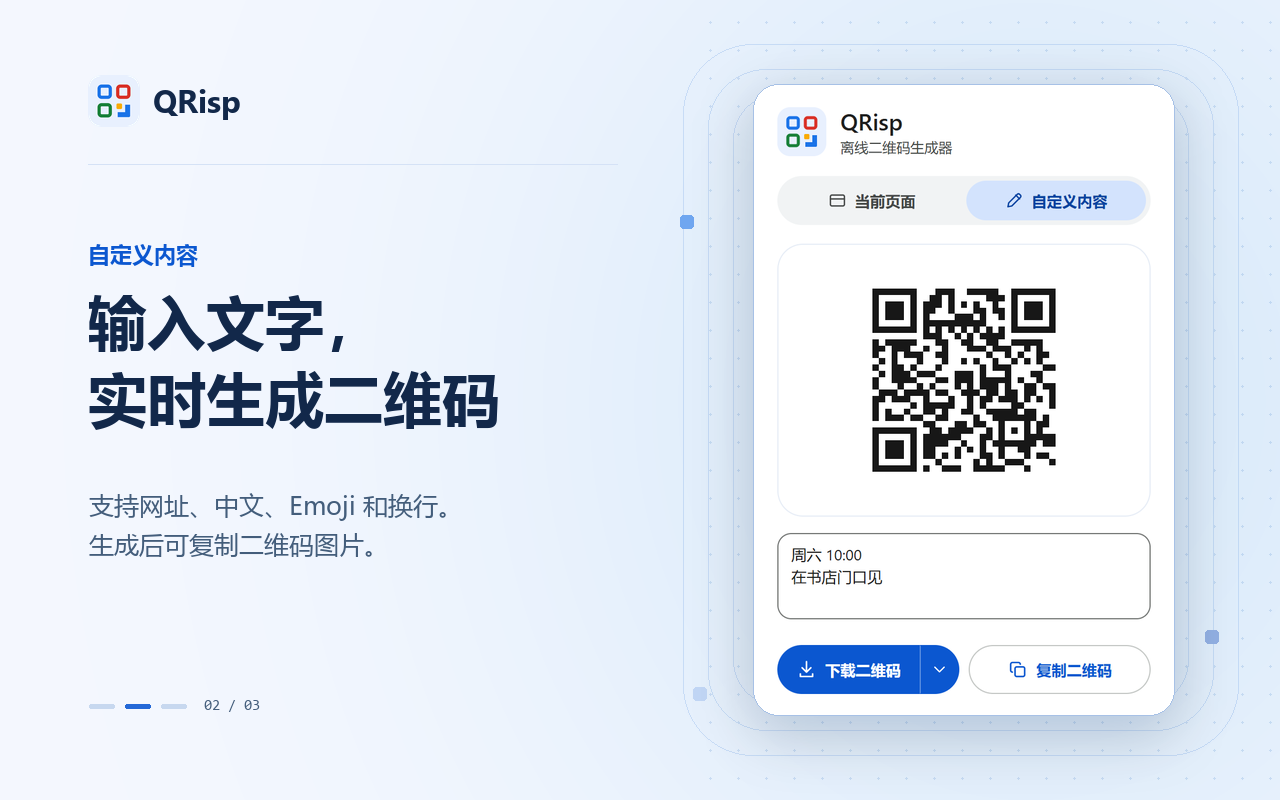 QRisp
自定义内容
输入文字，
实时生成二维码
支持网址、中文、Emoji 和换行。
生成后可复制二维码图片。
02 / 03
QRisp
离线二维码生成器
当前页面
自定义内容
周六 10:00
在书店门口见
下载二维码
复制二维码